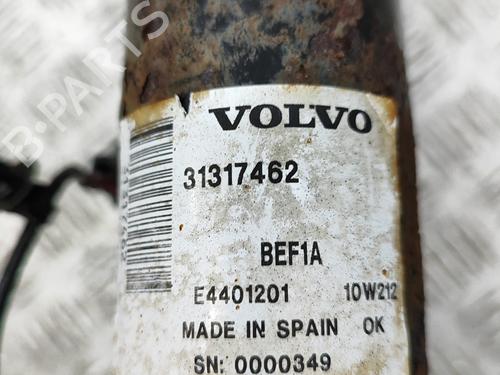 B-PARTS
VOLVO
31317462
BEF1A
E4401201 10W212
MADE IN SPAIN OK
SN: 0000349